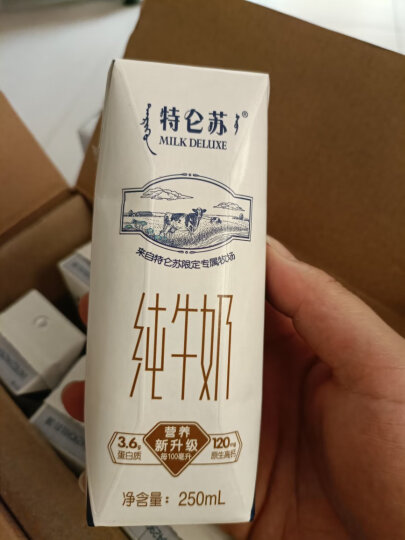 特仑苏®
MILK DELUXE
来自特仑苏限定专属牧场
纯牛奶
3.6g
蛋白质
营养
新升级
每100毫升
120mg
原生高钙
净含量：250mL